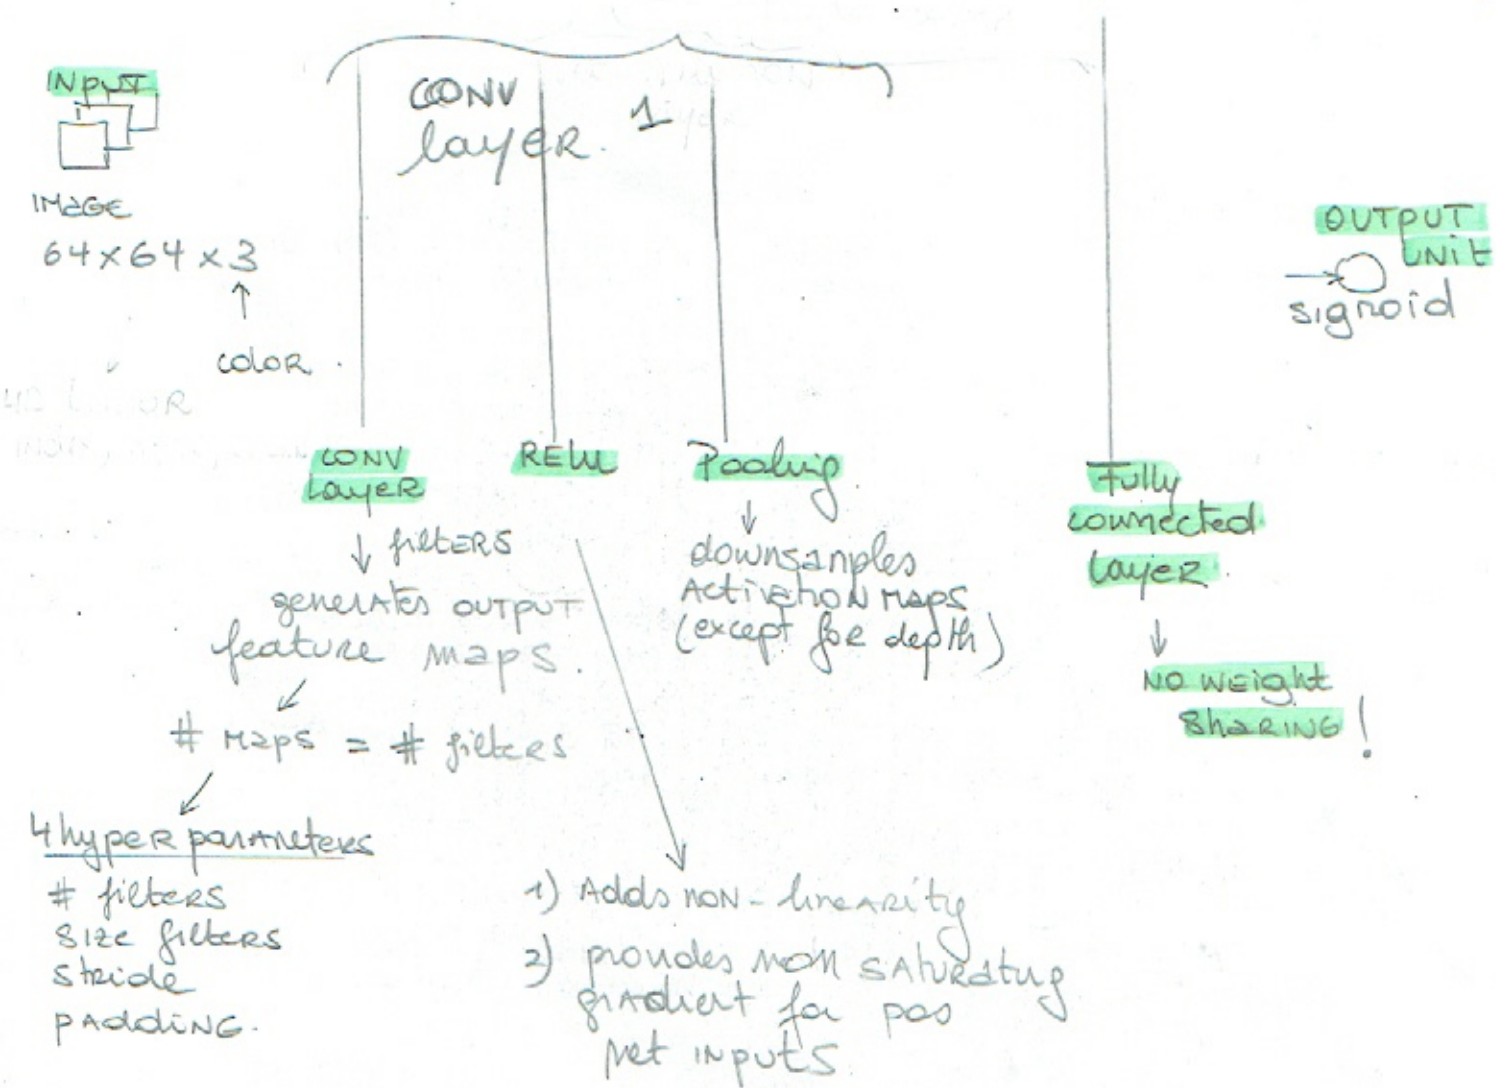 INPUT
IMAGE
64 x 64 x 3
↑
COLOR
CONV
layER 1
OUTPUT
UNIt
sigmoid
CONV
LayER
↓ filtERS
generates OUTPUT
feature maps.
# Maps = # filtERS
4 hyperparameters
# filtERS
SIZE filtERS
Stride
PAddING.
RElu
1) Adds NON-linearity
2) provides non SATURAting
gradient for pos
net INPUTS
Pooling
↓
downsamples
ACtivatION MAPS
(except foR depth)
Fully
connected
layer
↓
NO WEIGht
ShaRING!